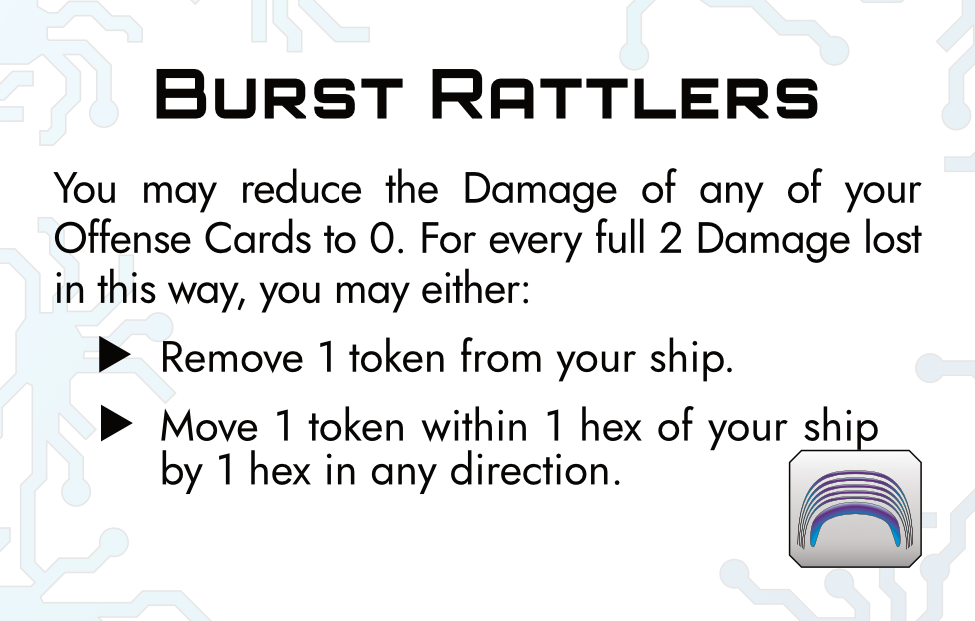 Burst Rattlers
You may reduce the Damage of any of your
Offense Cards to 0. For every full 2 Damage lost
in this way, you may either:
▶ Remove 1 token from your ship.
▶ Move 1 token within 1 hex of your ship
by 1 hex in any direction.